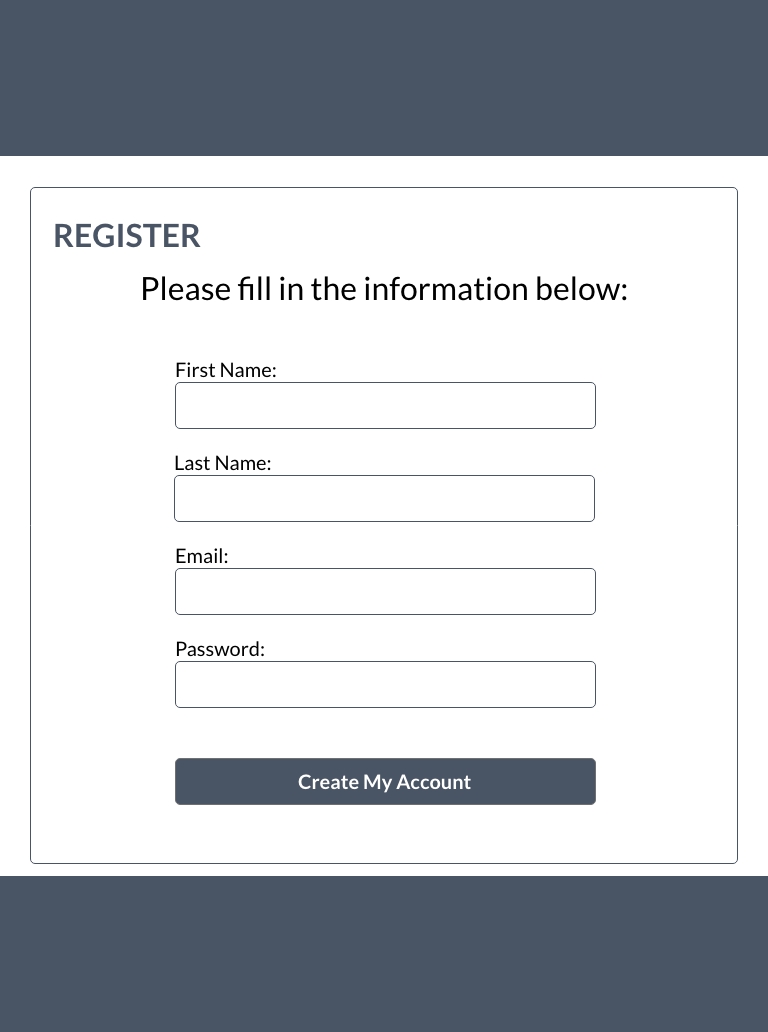 REGISTER
Please fill in the information below:
First Name:
Last Name:
Email:
Password:
Create My Account